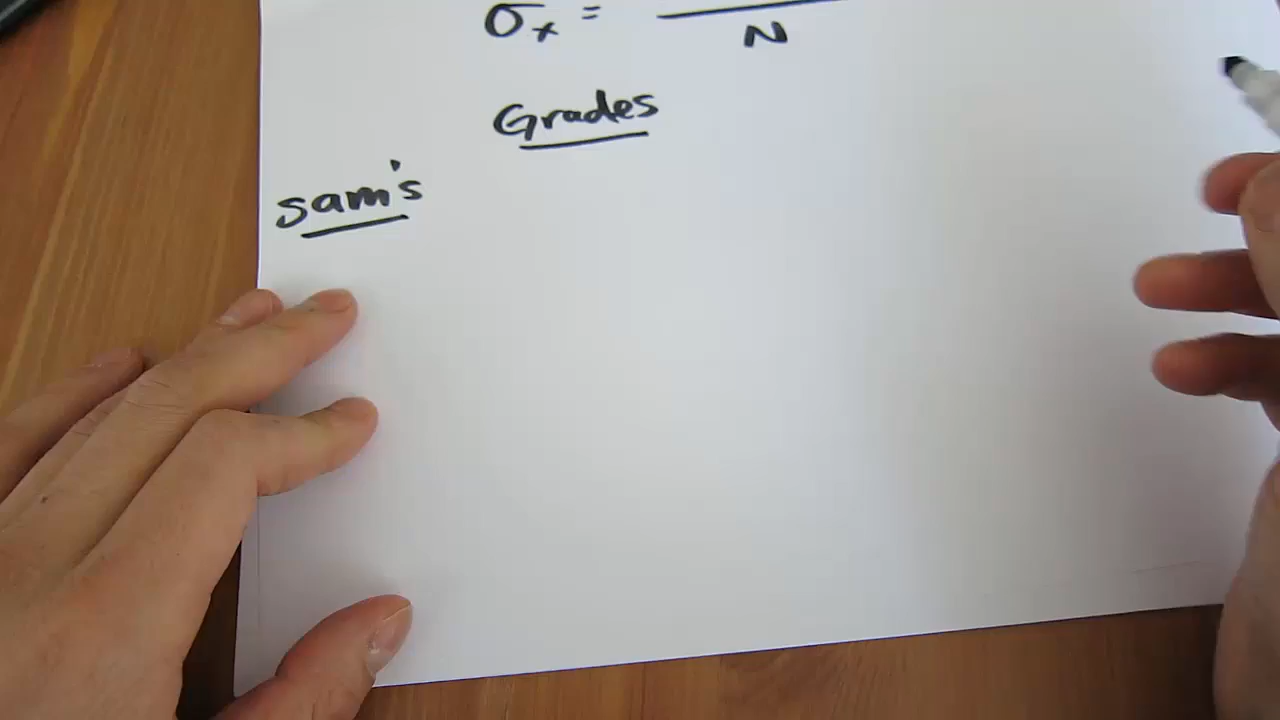 σx =
N
Grades
sam's